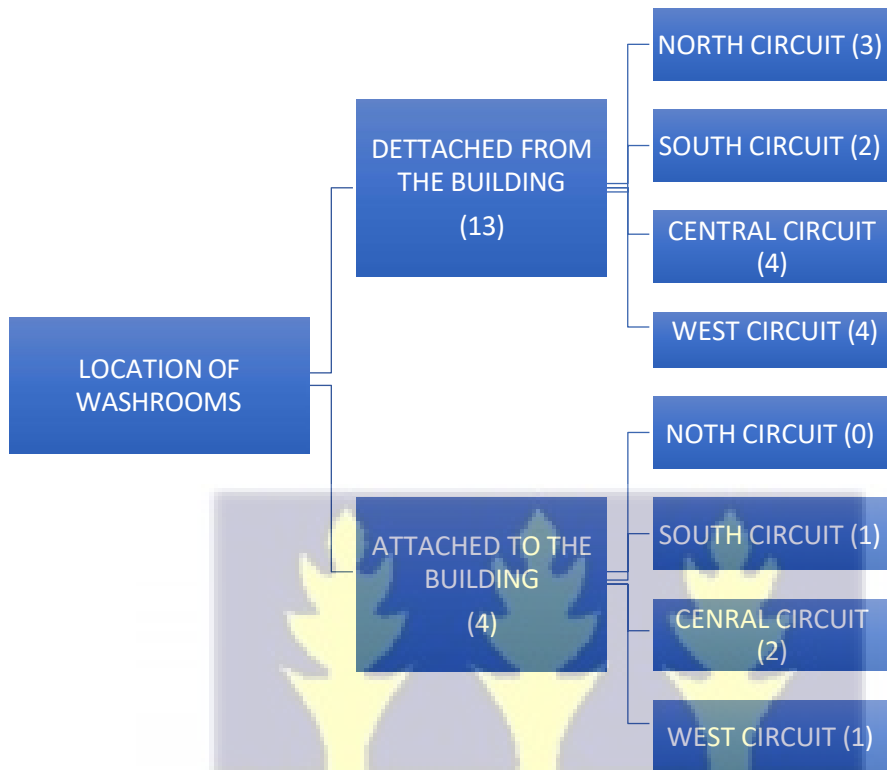 LOCATION OF
WASHROOMS
DETTACHED FROM
THE BUILDING
(13)
NORTH CIRCUIT (3)
SOUTH CIRCUIT (2)
CENTRAL CIRCUIT
(4)
WEST CIRCUIT (4)
ATTACHED TO THE
BUILDING
(4)
NOTH CIRCUIT (0)
SOUTH CIRCUIT (1)
CENRAL CIRCUIT
(2)
WEST CIRCUIT (1)